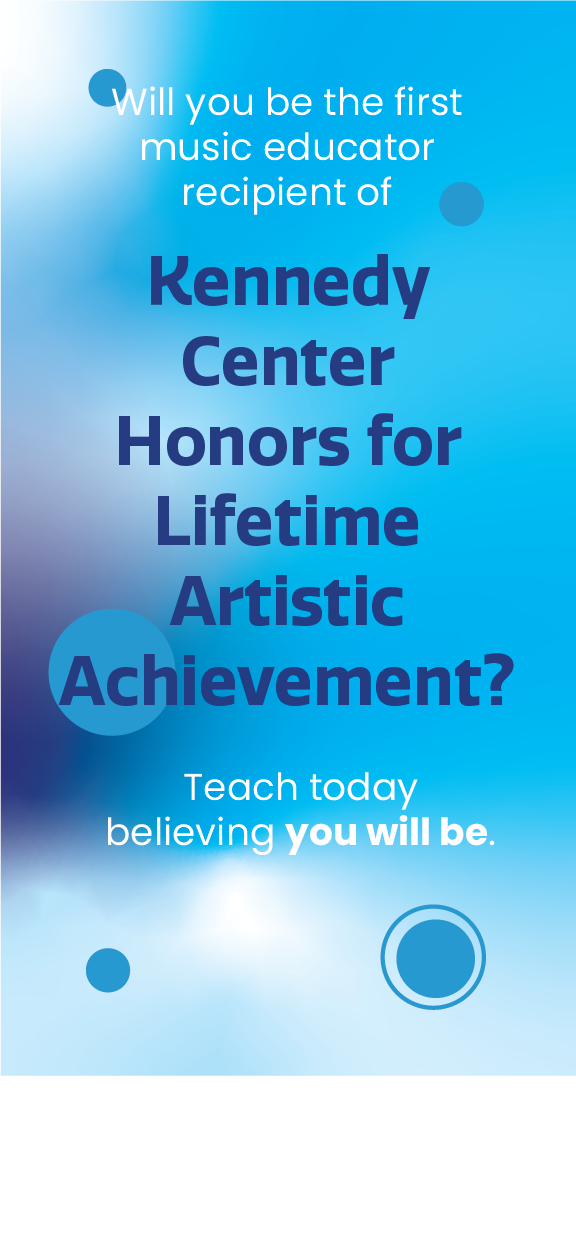 Will you be the first
music educator
recipient of
Kennedy
Center
Honors for
Lifetime
Artistic
Achievement?
Teach today
believing you will be.